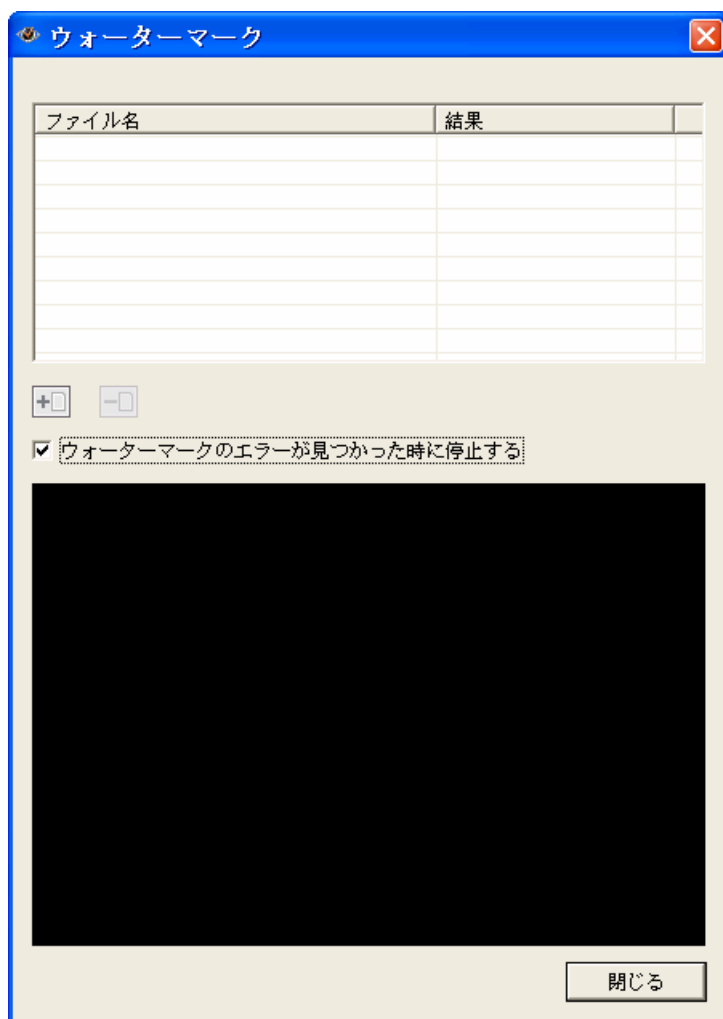 ウォーターマーク
ファイル名 結果
ウォーターマークのエラーが見つかった時に停止する
閉じる